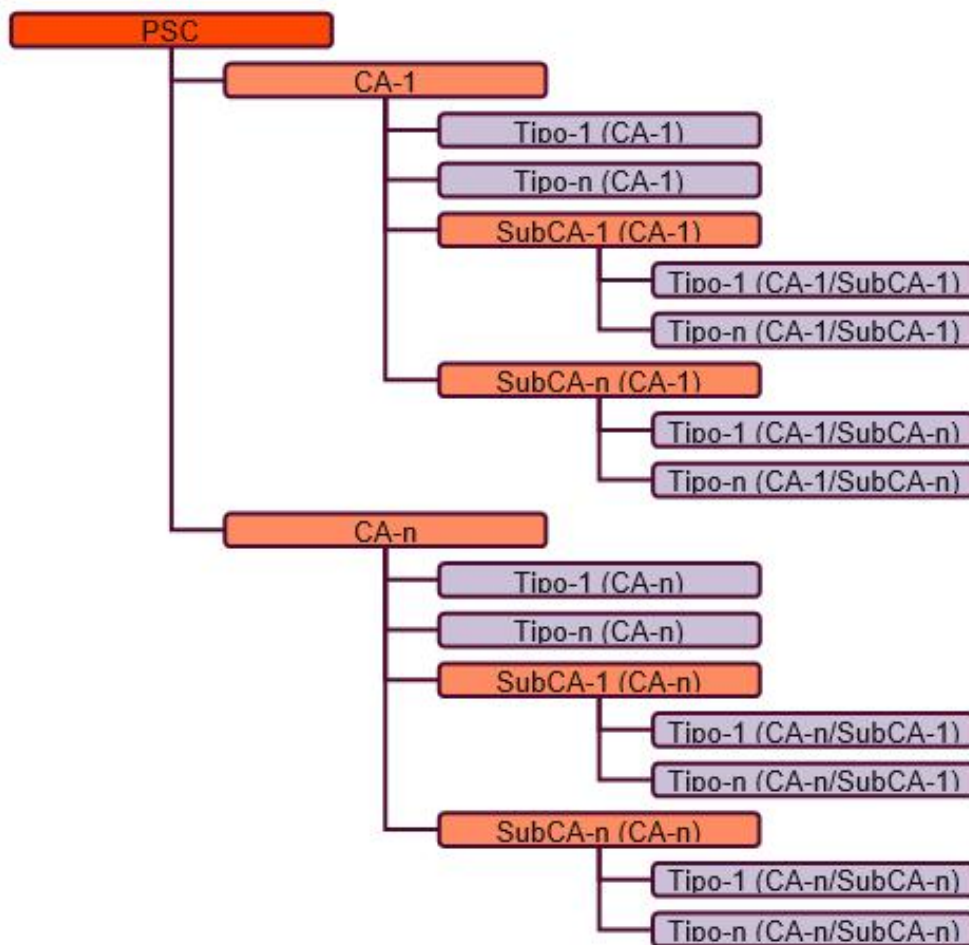 PSC
CA-1
Tipo-1 (CA-1)
Tipo-n (CA-1)
SubCA-1 (CA-1)
Tipo-1 (CA-1/SubCA-1)
Tipo-n (CA-1/SubCA-1)
SubCA-n (CA-1)
Tipo-1 (CA-1/SubCA-n)
Tipo-n (CA-1/SubCA-n)
CA-n
Tipo-1 (CA-n)
Tipo-n (CA-n)
SubCA-1 (CA-n)
Tipo-1 (CA-n/SubCA-1)
Tipo-n (CA-n/SubCA-1)
SubCA-n (CA-n)
Tipo-1 (CA-n/SubCA-n)
Tipo-n (CA-n/SubCA-n)